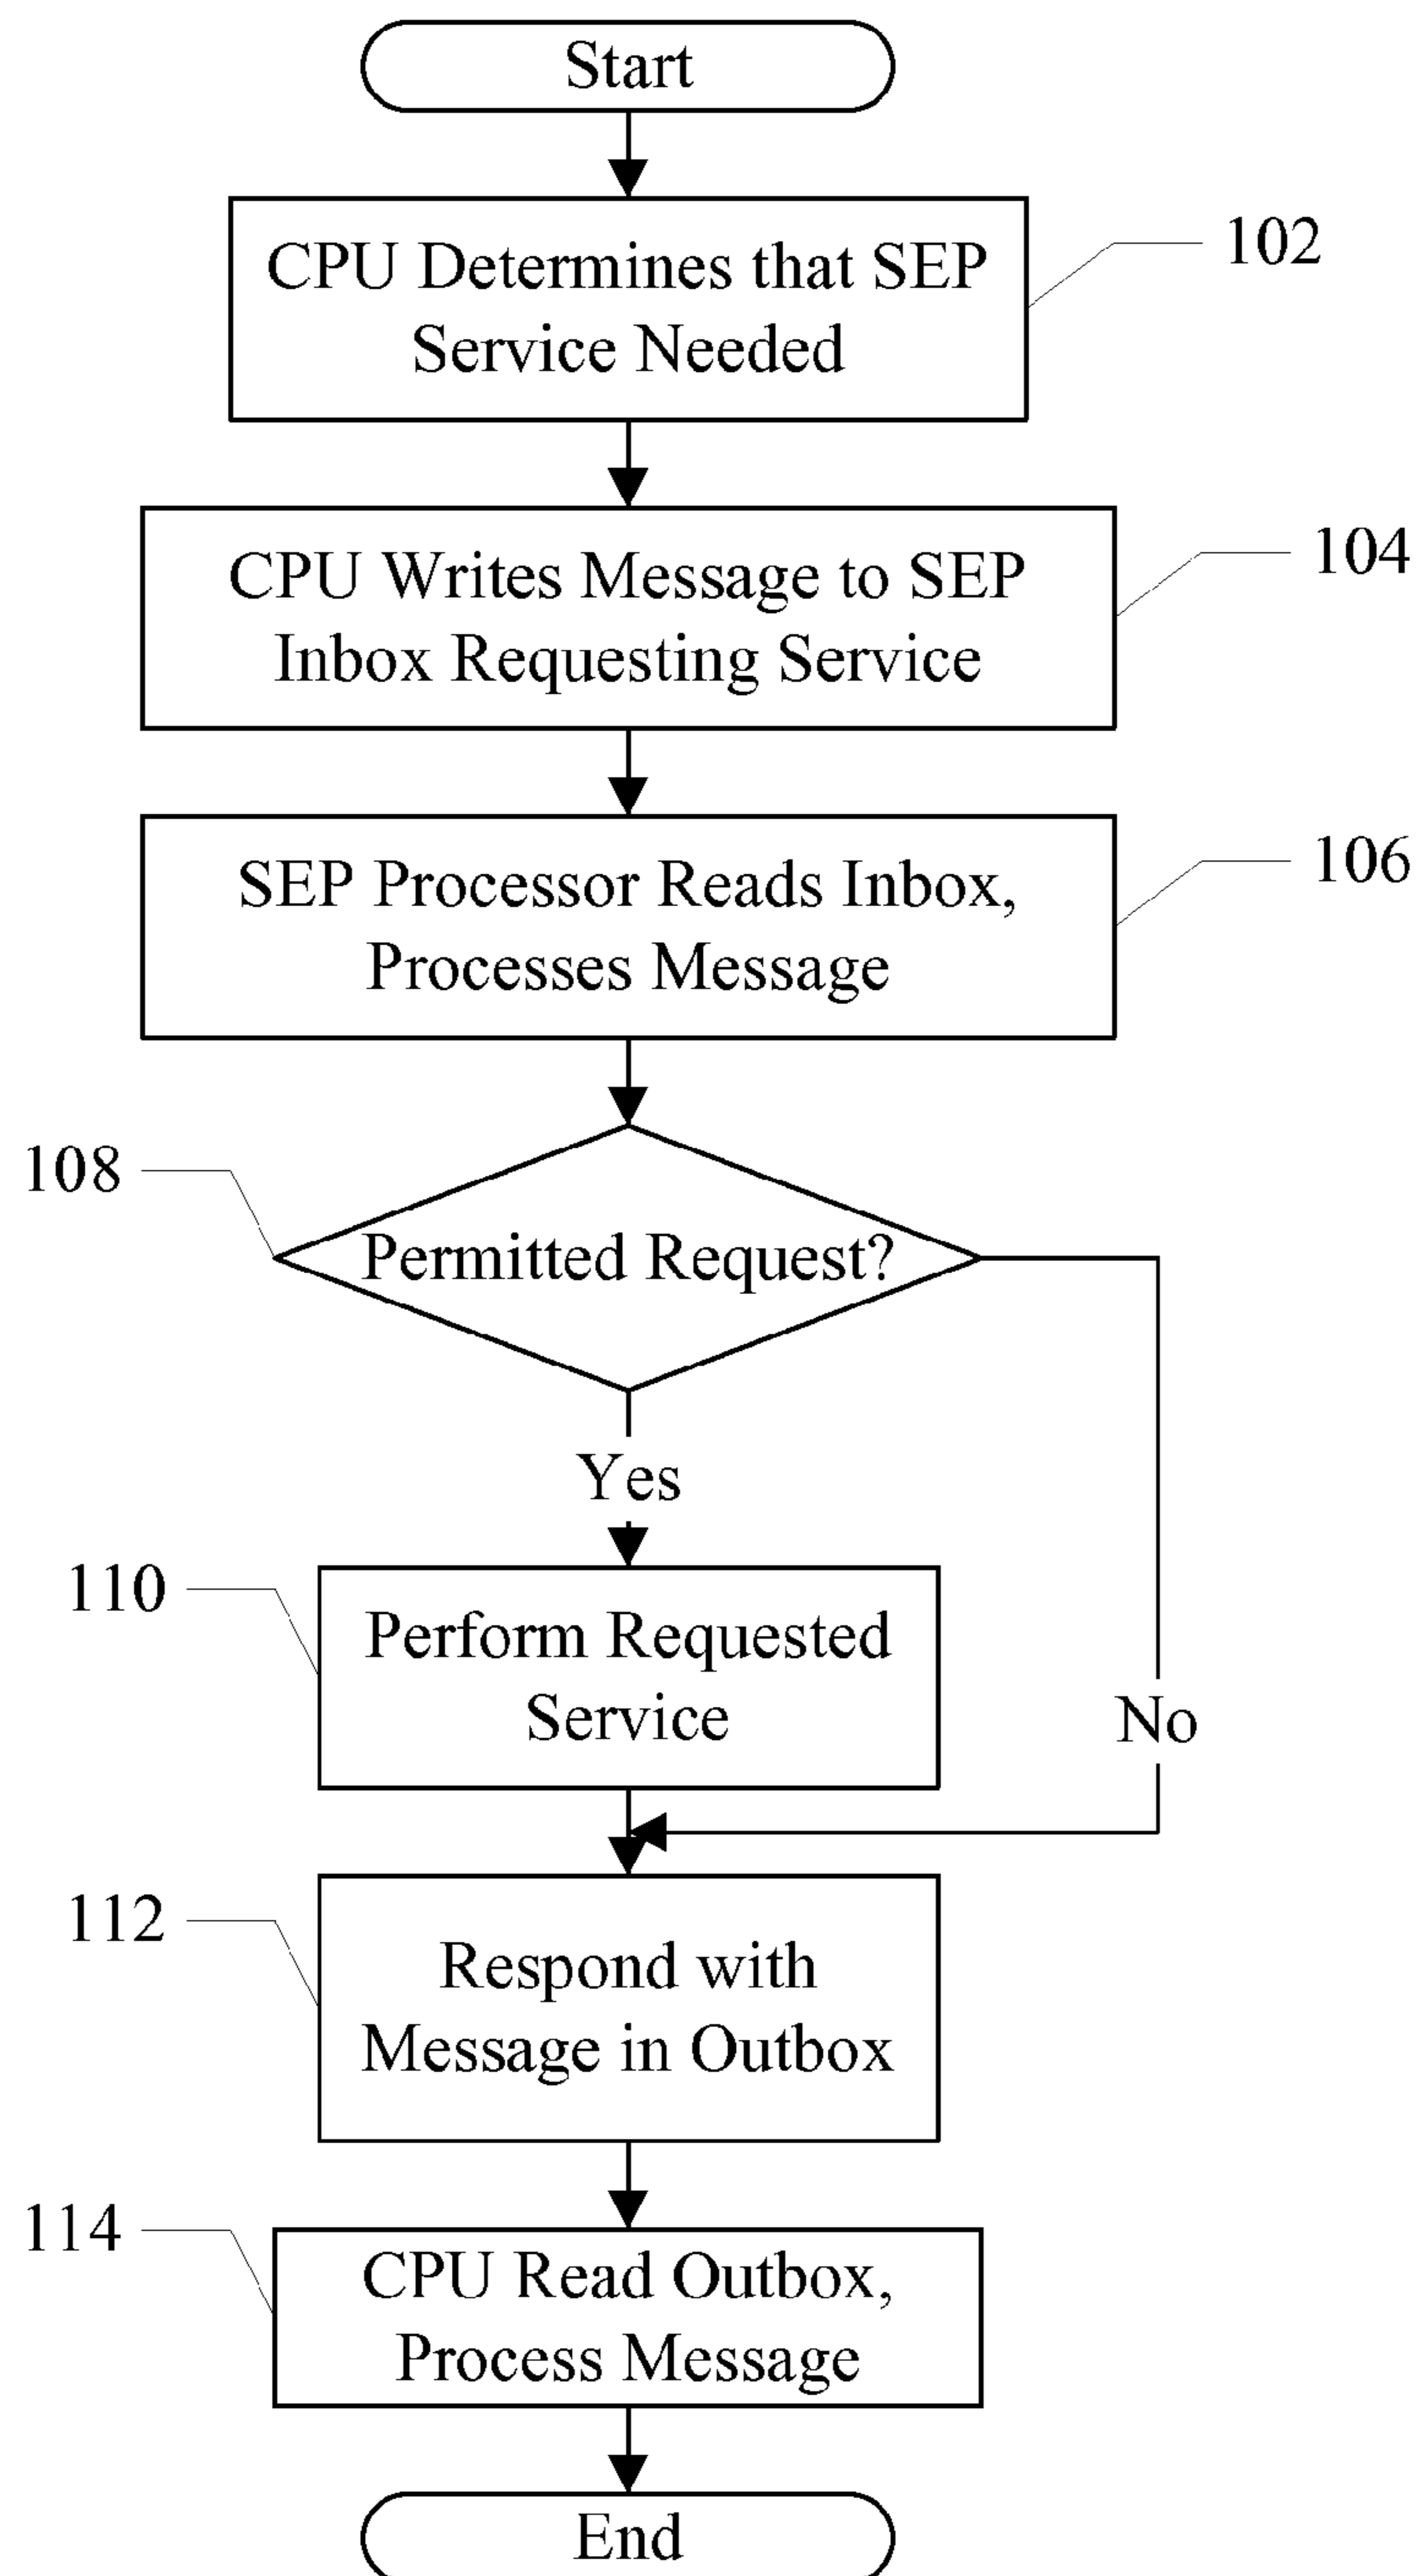 Start
CPU Determines that SEP
Service Needed
102
CPU Writes Message to SEP
Inbox Requesting Service
104
SEP Processor Reads Inbox,
Processes Message
106
108
Permitted Request?
Yes
110
Perform Requested
Service
No
112
Respond with
Message in Outbox
114
CPU Read Outbox,
Process Message
End